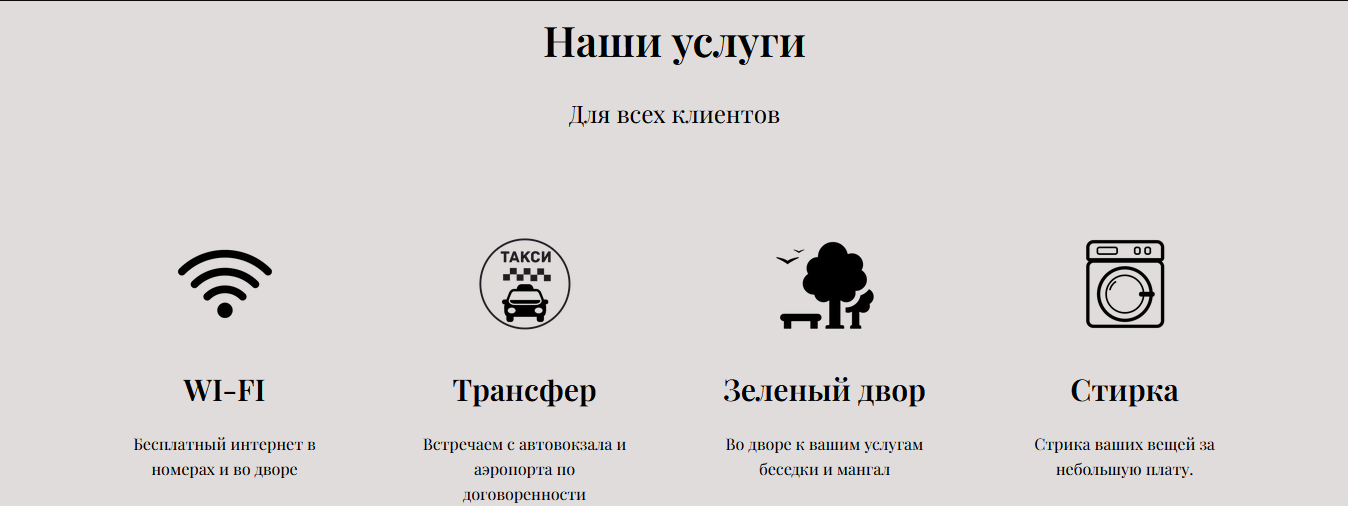 Наши услуги
Для всех клиентов
ТАКСИ
WI-FI
Бесплатный интернет в
номерах и во дворе
Трансфер
Встречаем с автовокзала и
аэропорта по
договоренности
Зеленый двор
Во дворе к вашим услугам
беседки и мангал
Стирка
Стрика ваших вещей за
небольшую плату.